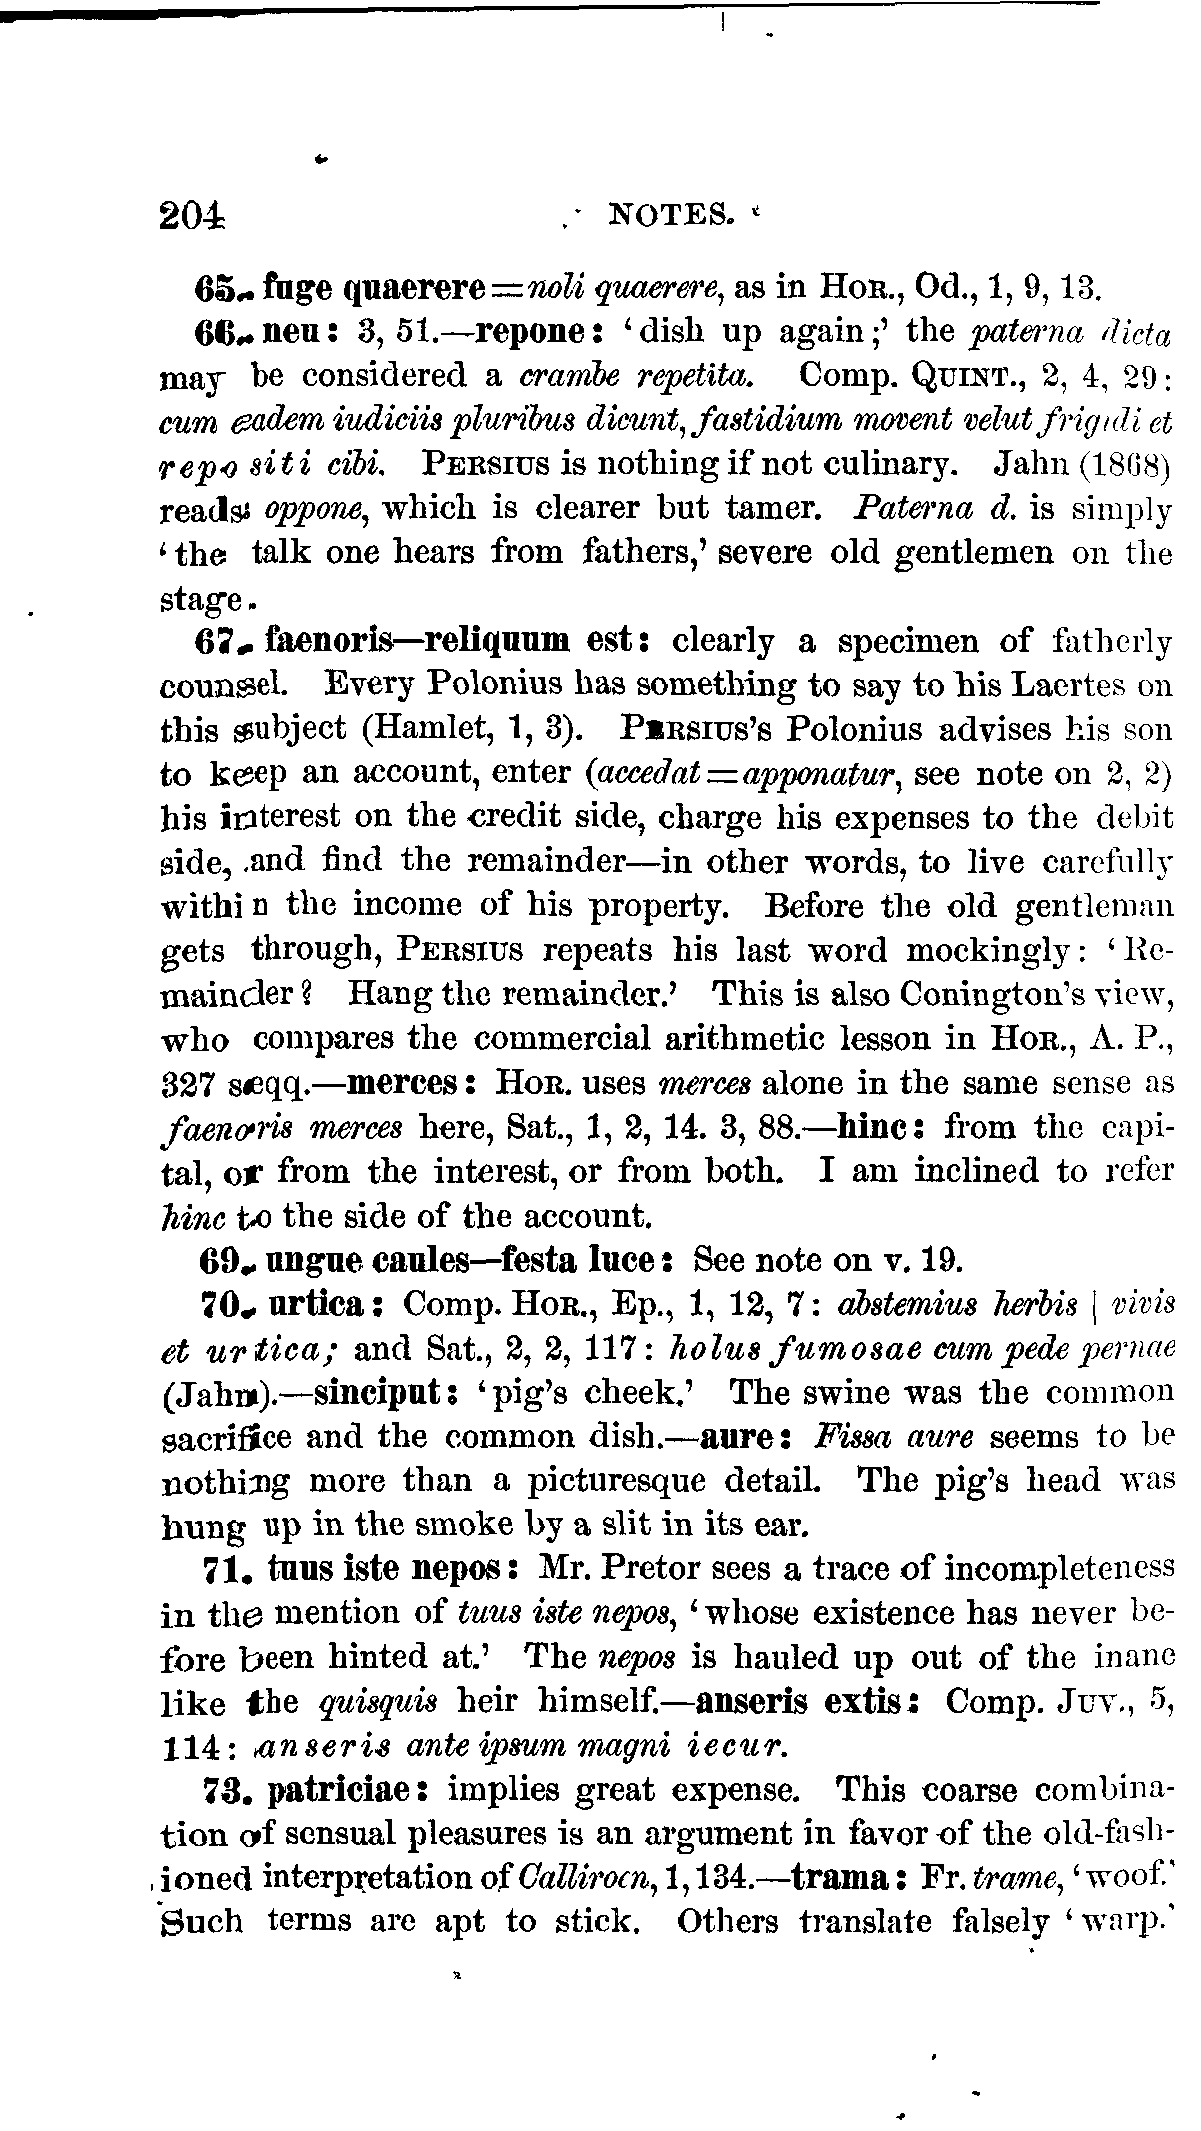 204 NOTES.
65. fuge quaerere=noli quaerere, as in HOR., Od., 1, 9, 13.
66. neu: 3, 51.—repone: ‘dish up again;’ the paterna dicta
may be considered a crambe repetita. Comp. QUINT., 2, 4, 29:
cum eadem iudiciis pluribus dicunt, fastidium movent velut frigidi et
repo siti cibi. PERSIUS is nothing if not culinary. Jahn (1868)
reads oppone, which is clearer but tamer. Paterna d. is simply
‘the talk one hears from fathers,’ severe old gentlemen on the
stage.
67. faenoris—reliquum est: clearly a specimen of fatherly
counsel. Every Polonius has something to say to his Laertes on
this subject (Hamlet, 1, 3). PERSIUS’s Polonius advises his son
to keep an account, enter (accedat=apponatur, see note on 2, 2)
his interest on the credit side, charge his expenses to the debit
side, and find the remainder—in other words, to live carefully
within the income of his property. Before the old gentleman
gets through, PERSIUS repeats his last word mockingly: ‘Re-
mainder? Hang the remainder.’ This is also Conington’s view,
who compares the commercial arithmetic lesson in HOR., A. P.,
327 seqq.—merces: HOR. uses merces alone in the same sense as
faenoris merces here, Sat., 1, 2, 14. 3, 88.—hinc: from the capi-
tal, or from the interest, or from both. I am inclined to refer
hinc to the side of the account.
69. ungue caules—festa luce: See note on v. 19.
70. urtica: Comp. HOR., Ep., 1, 12, 7: abstemius herbis | vivis
et urtica; and Sat., 2, 2, 117: holus fumosae cum pede pernae
(Jahn).—sinciput: ‘pig’s cheek.’ The swine was the common
sacrifice and the common dish.—aure: Fissa aure seems to be
nothing more than a picturesque detail. The pig’s head was
hung up in the smoke by a slit in its ear.
71. tuus iste nepos: Mr. Pretor sees a trace of incompleteness
in the mention of tuus iste nepos, ‘whose existence has never be-
fore been hinted at.’ The nepos is hauled up out of the inane
like the quisquis heir himself.—anseris extis: Comp. JUV., 5,
114: anseris ante ipsum magni iecur.
73. patriciae: implies great expense. This coarse combina-
tion of sensual pleasures is an argument in favor of the old-fash-
ioned interpretation of Callirocn, 1, 134.—trama: Fr. trame, ‘woof.’
Such terms are apt to stick. Others translate falsely ‘warp.’